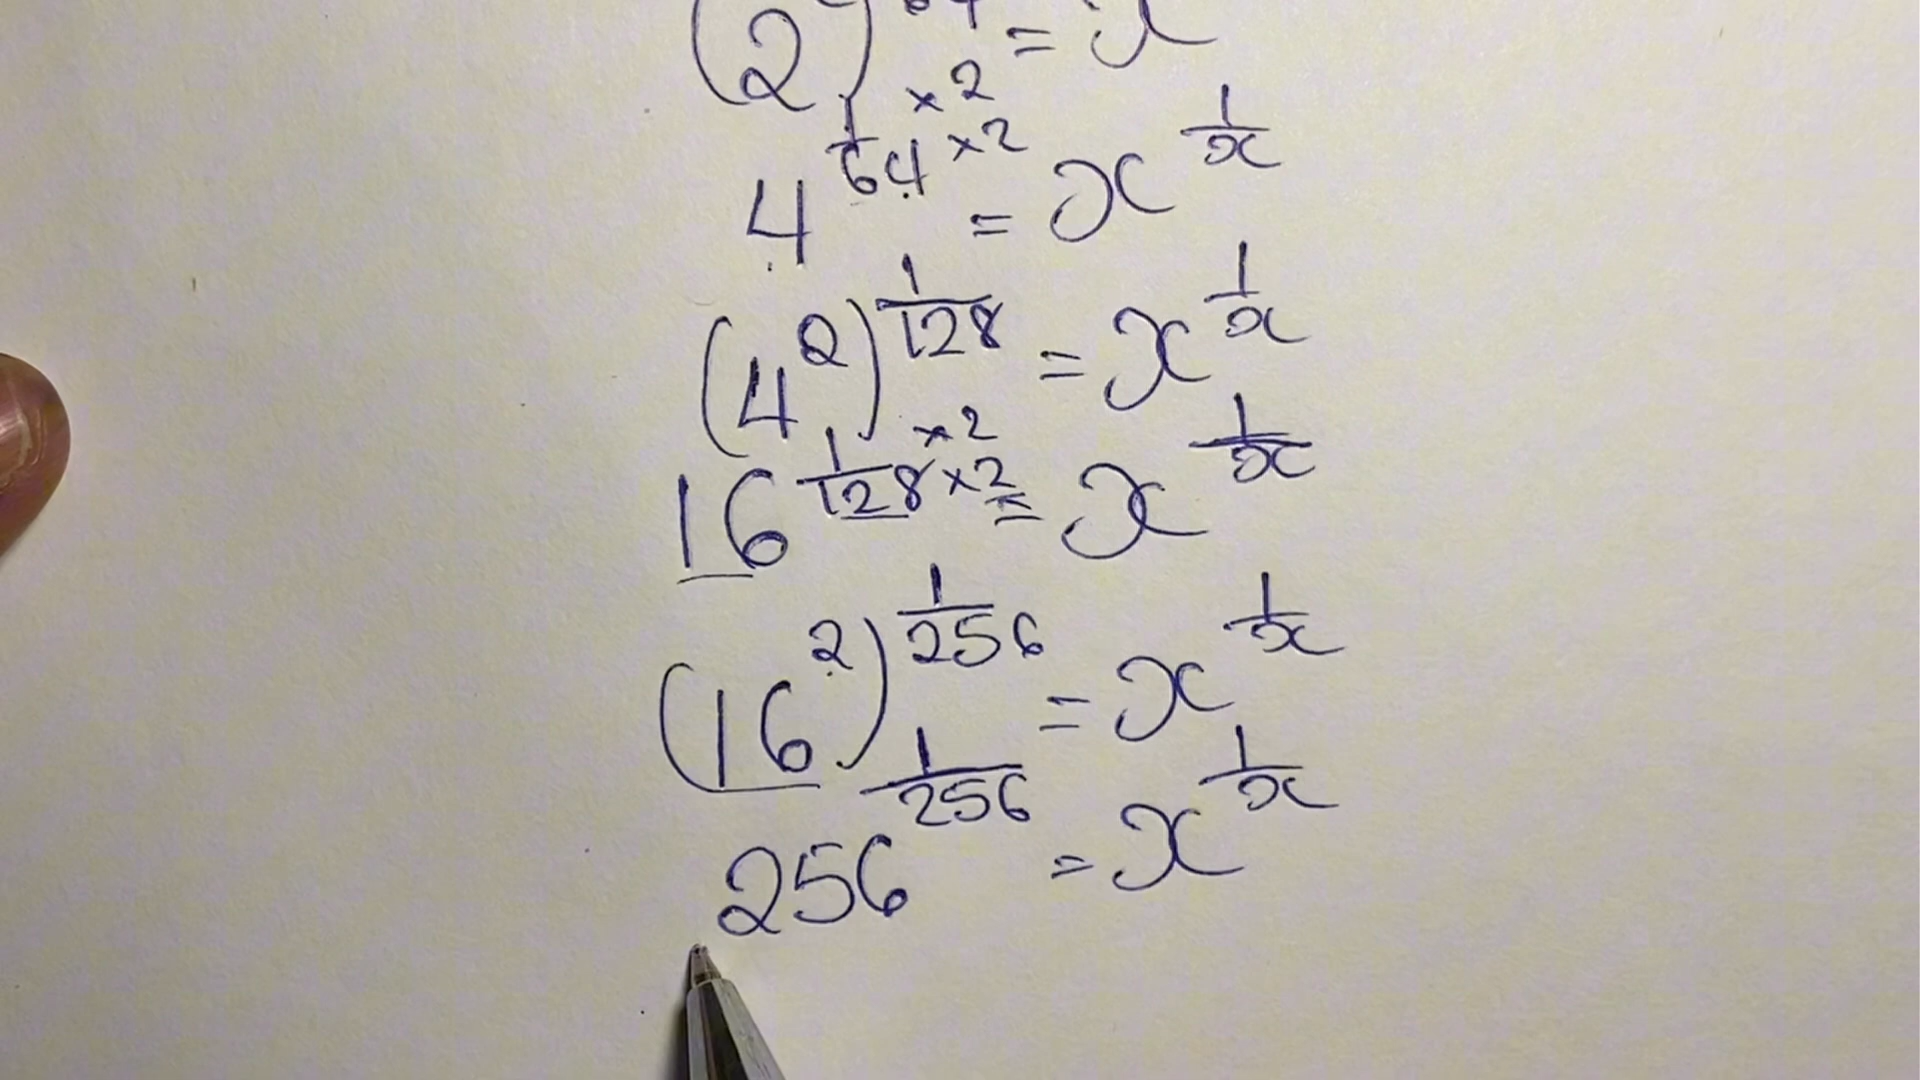 (2 )^64 = x
4^(1/64 ×2 ×2) = x^(1/x)
(4^2)^(1/128) = x^(1/x)
16^(1/128 ×2 ×2) = x^(1/x)
(16^2)^(1/256) = x^(1/x)
256^(1/256) = x^(1/x)